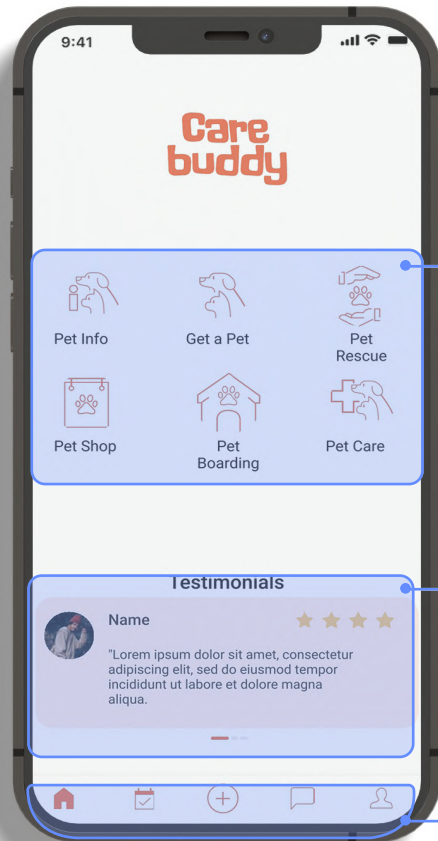 9:41
Care
buddy
Pet Info
Get a Pet
Pet
Rescue
Pet Shop
Pet
Boarding
Pet Care
Testimonials
Name
"Lorem ipsum dolor sit amet, consectetur
adipiscing elit, sed do eiusmod tempor
incididunt ut labore et dolore magna
aliqua.